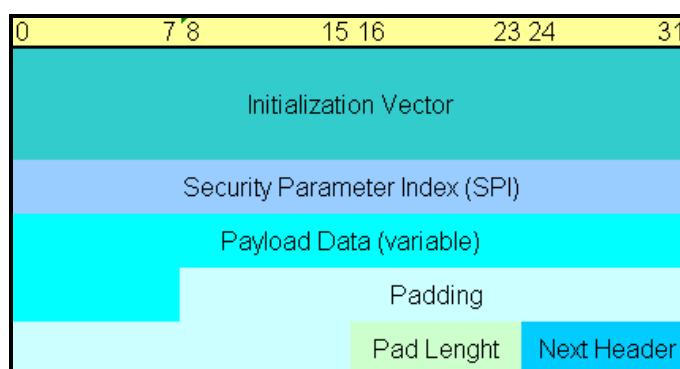 0 7 8 15 16 23 24 31
Initialization Vector
Security Parameter Index (SPI)
Payload Data (variable)
Padding
Pad Lenght Next Header